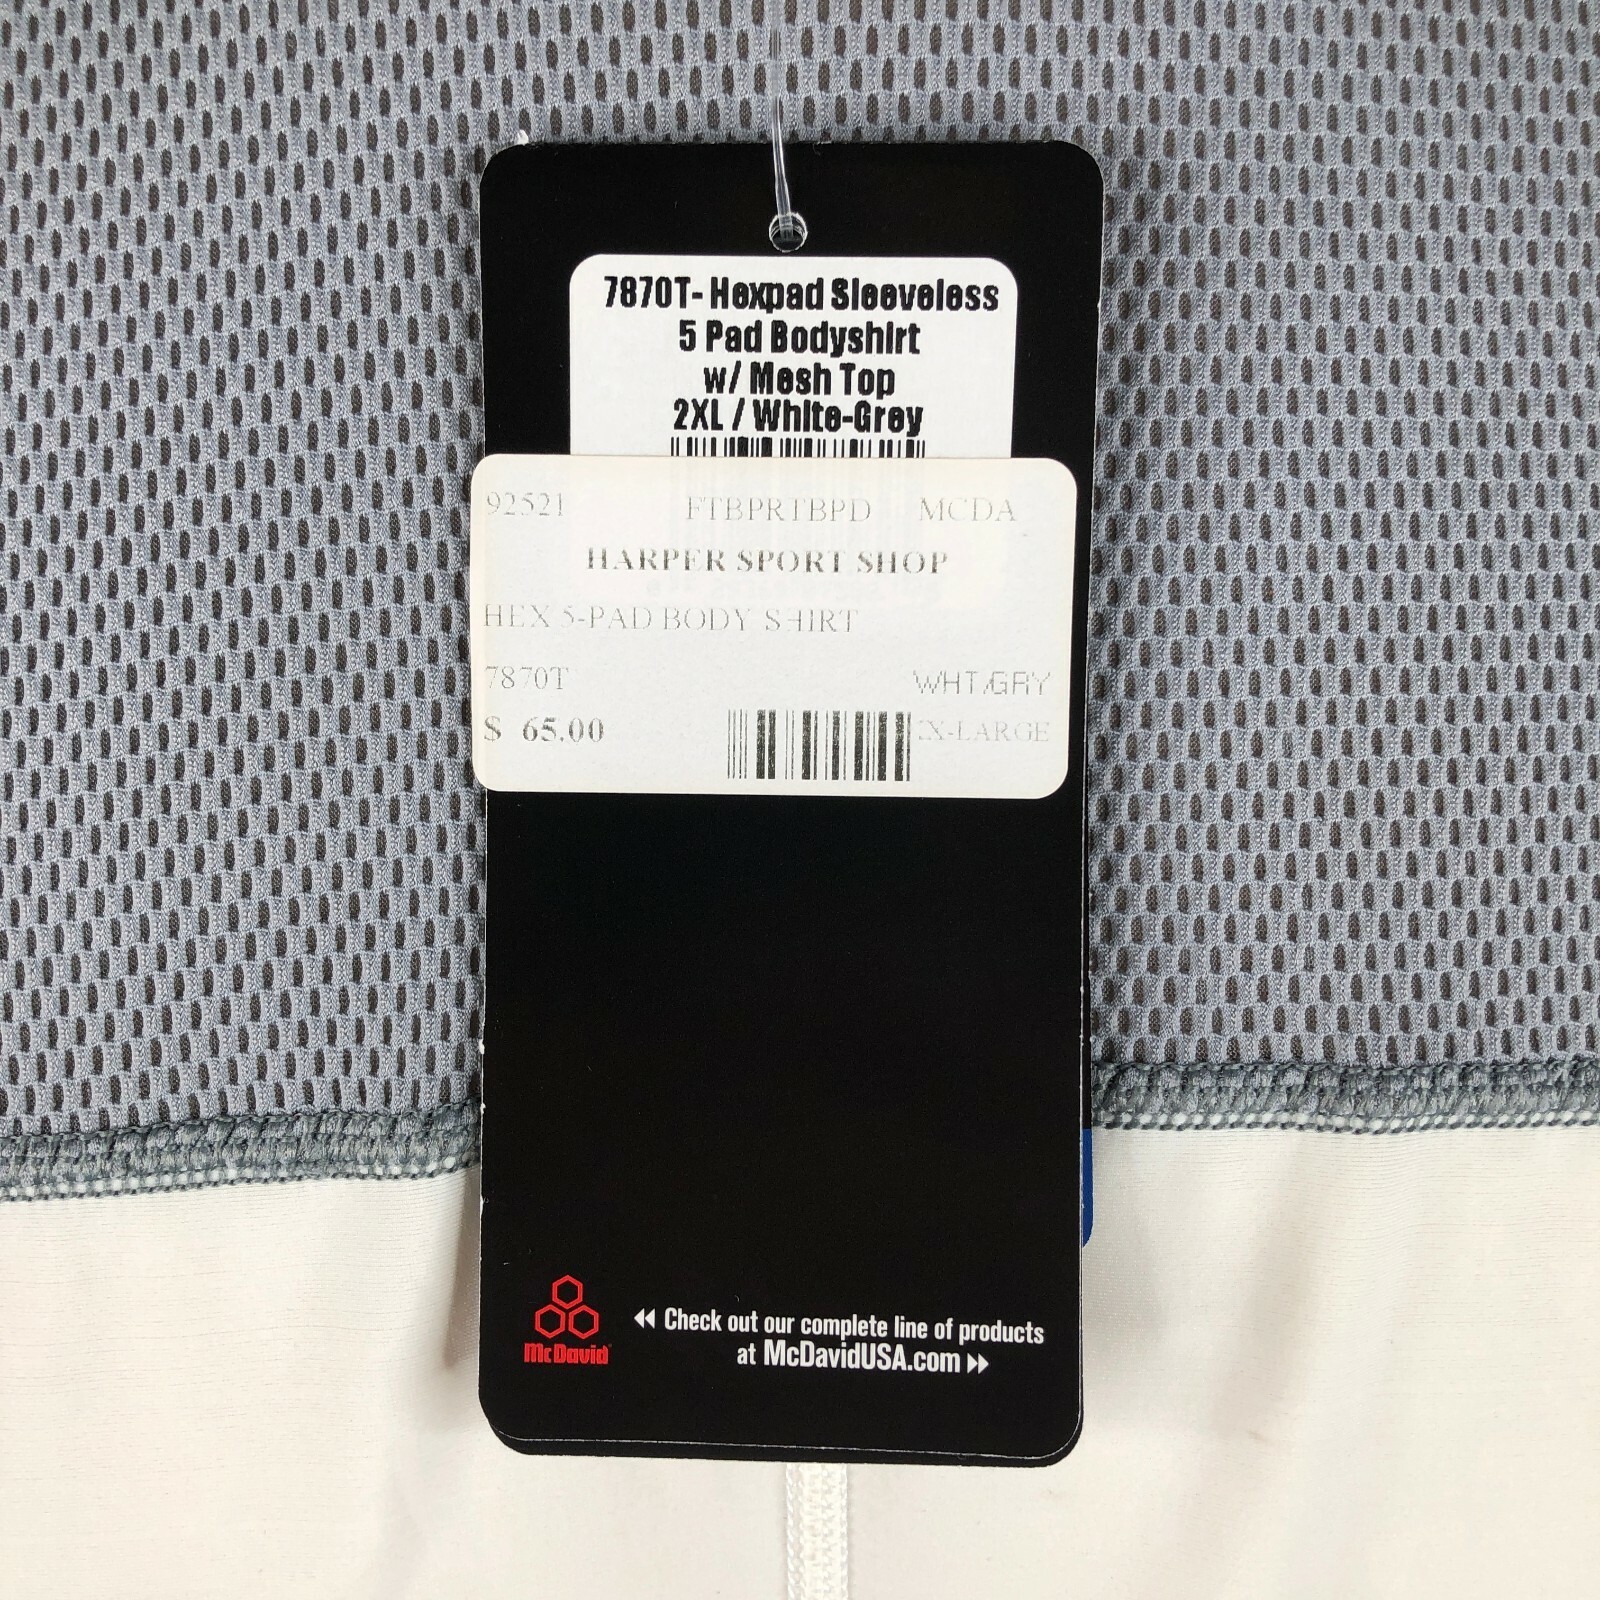 7870T- Hexpad Sleeveless
5 Pad Bodyshirt
w/ Mesh Top
2XL / White-Grey
92521 FTBPRTBPD MCDA
HARPER SPORT SHOP
HEX 5-PAD BODY SHIRT
7870T WHT/GRY
$ 65.00 X-LARGE
McDavid
Check out our complete line of products
at McDavidUSA.com